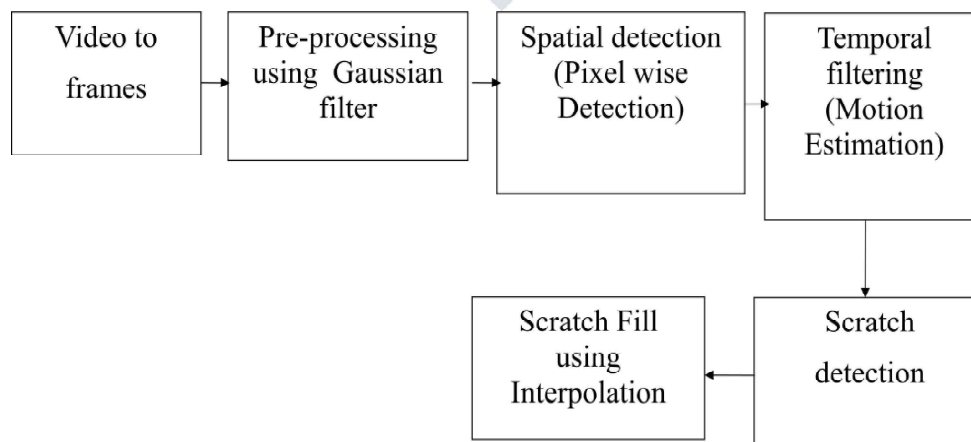 Video to
frames
Pre-processing
using Gaussian
filter
Spatial detection
(Pixel wise
Detection)
Temporal
filtering
(Motion
Estimation)
Scratch
detection
Scratch Fill
using
Interpolation